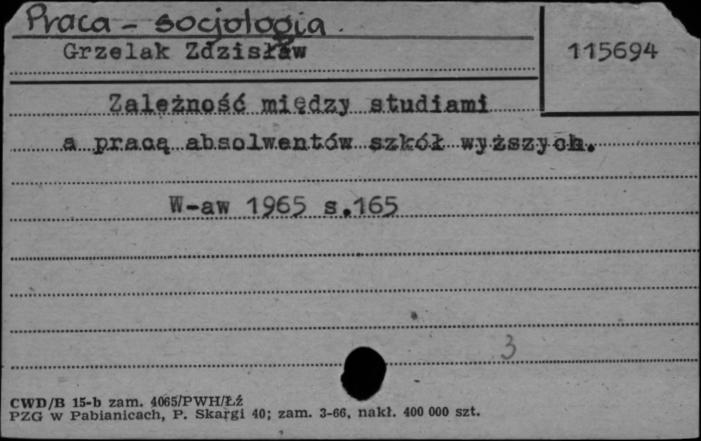 Praca - socjologia.
Grzelak Zdzisław
115694
Zależność między studiami
a pracą absolwentów szkół wyższych.
W-aw 1965 s.165
3
CWD/B 15-b zam. 4065/PWH/Łź
PZG w Pabianicach, P. Skargi 40; zam. 3-66, nakł. 400 000 szt.